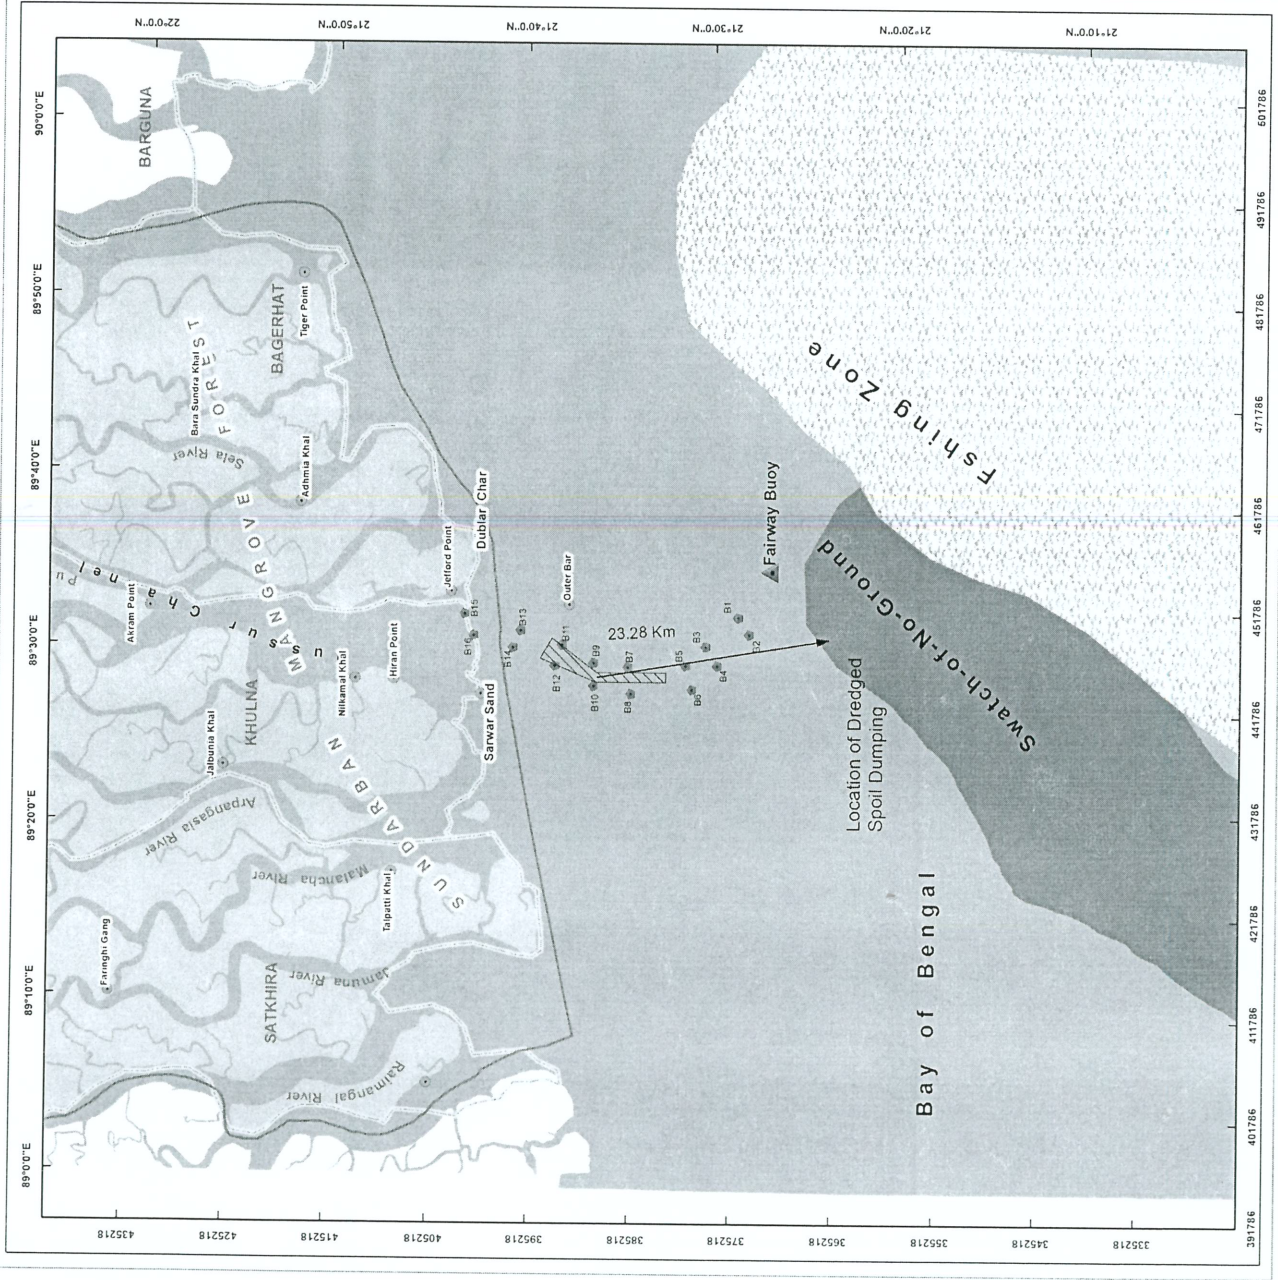 89°0'0"E
89°10'0"E
89°20'0"E
89°30'0"E
89°40'0"E
89°50'0"E
90°0'0"E
22°0'0"N
21°50'0"N
21°40'0"N
21°30'0"N
21°20'0"N
21°10'0"N
435218
425218
415218
405218
395218
385218
375218
365218
355218
345218
335218
391786
401786
411786
421786
431786
441786
451786
461786
471786
481786
491786
501786
BARGUNA
BAGERHAT
KHULNA
SATKHIRA
SUNDARBAN MANGROVE FOREST
Faringhi Gang
Jalbunia Khal
Akram Point
Bara Sundra Khal
Tiger Point
Adhmia Khal
Sela River
Arpangasia River
Malancha River
Jamuna River
Raimangal River
Talpatti Khal
Nilkamal Khal
Hiran Point
Jefford Point
Dublar Char
Sarwar Sand
Pussur Chanel
Outer Bar
B16
B15
B14
B13
B12
B11
B10
B9
B8
B7
B6
B5
B4
B3
B2
B1
23.28 Km
Fairway Buoy
Location of Dredged
Spoil Dumping
Swatch-of-No-Ground
Fshing Zone
Bay of Bengal